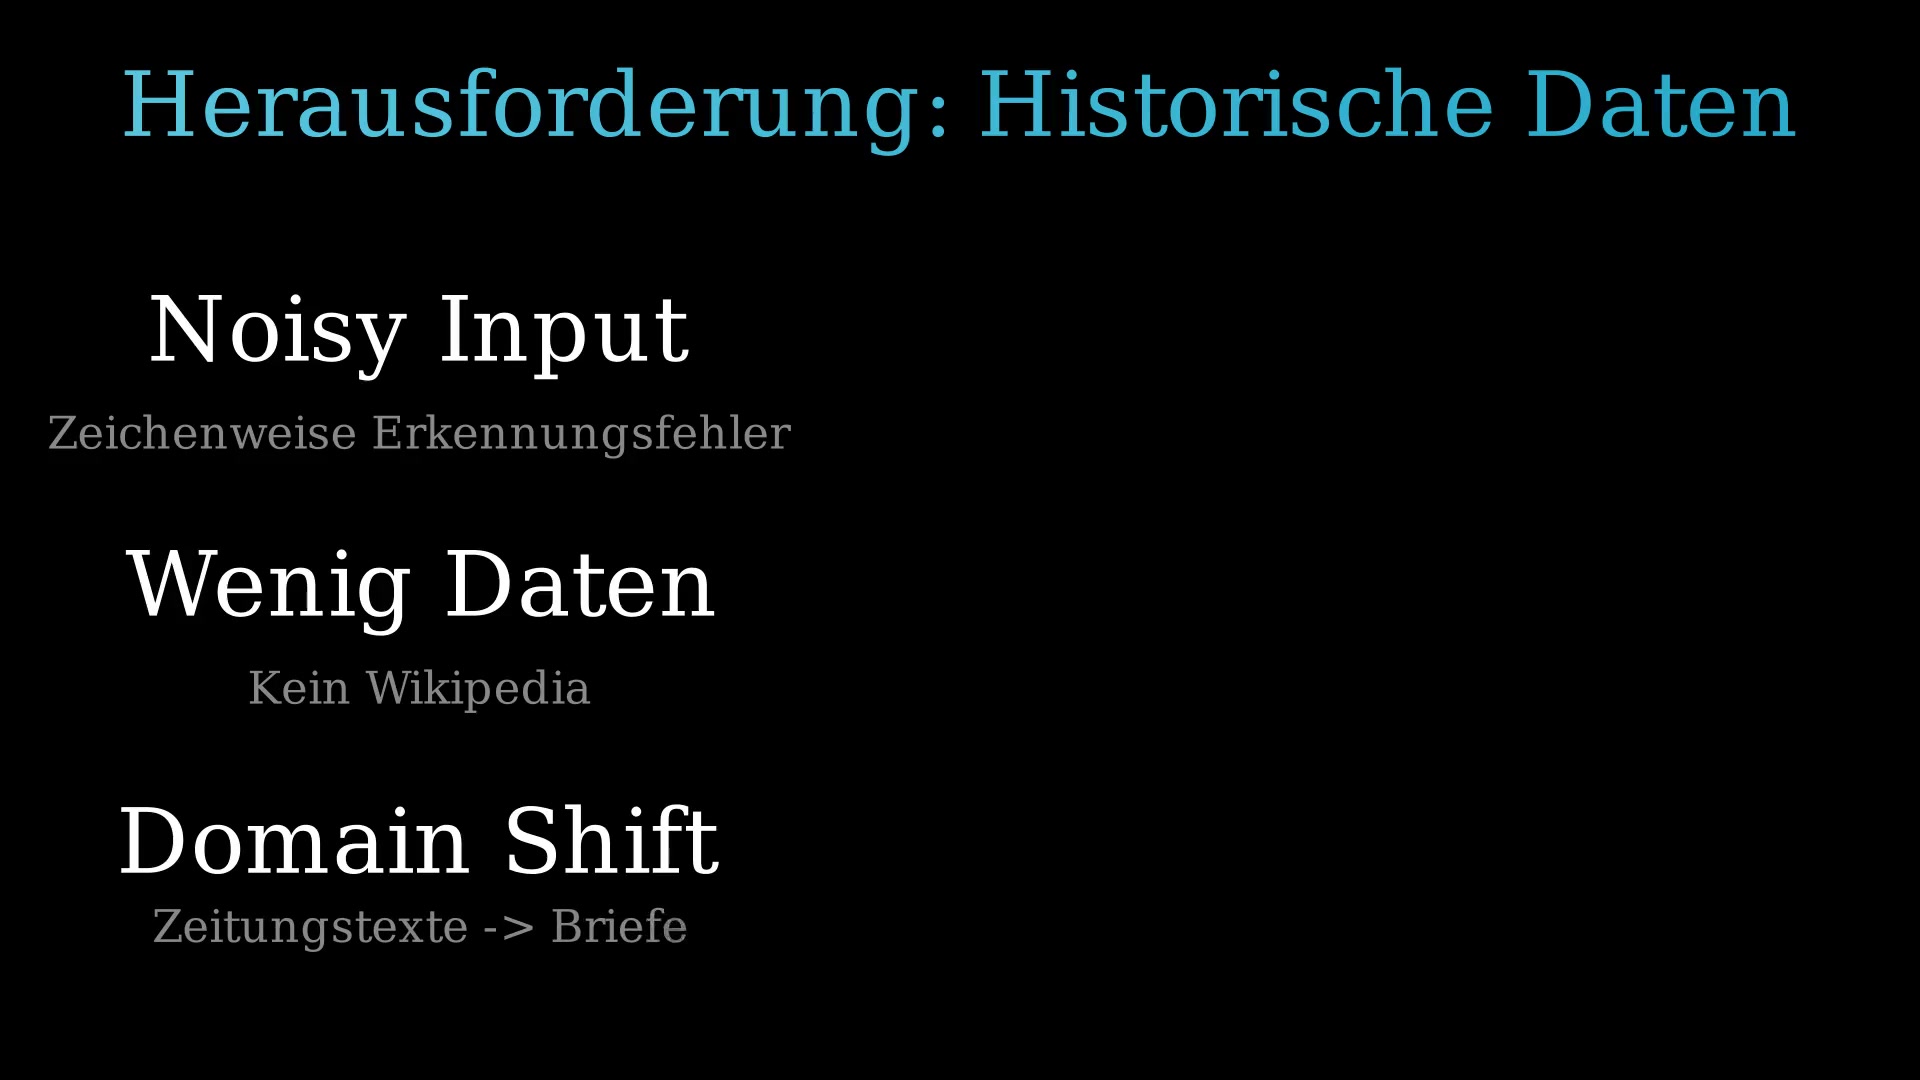 Herausforderung: Historische Daten
Noisy Input
Zeichenweise Erkennungsfehler
Wenig Daten
Kein Wikipedia
Domain Shift
Zeitungstexte -> Briefe